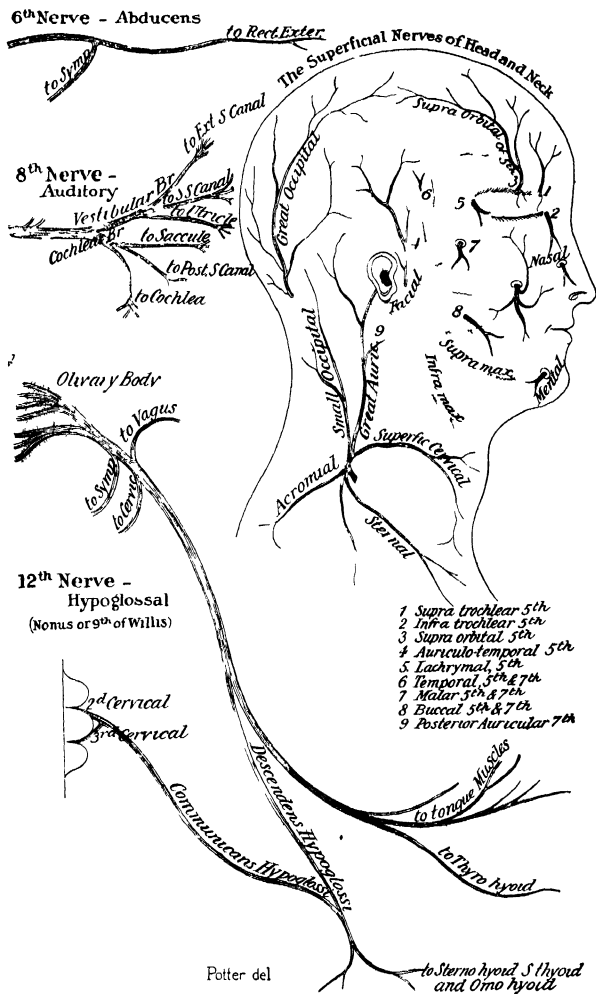 6th Nerve - Abducens
to Rect. Exter.
to Symp.
The Superficial Nerves of Head and Neck
8th Nerve -
Auditory
to Ext S Canal
Vestibular Br
to S S Canal
to Utricle
Cochlear Br
to Saccule
to Post. S Canal
to Cochlea
Supra Orbital of 5th
Great Occipital
3
1
6
5
2
7
Nasal
4
Facial
8
9
Supra max.
Infra max
Mental
Small Occipital
Great Auric
Superfic Cervical
Acromial
Sternal
Olivary Body
to Vagus
to Symp
to Cervic.
12th Nerve -
Hypoglossal
(Nonus or 9th of Willis)
1 Supra trochlear 5th
2 Infra trochlear 5th
3 Supra orbital 5th
4 Auriculo-temporal 5th
5. Lachrymal, 5th
6 Temporal, 5th & 7th
7 Malar 5th & 7th
8 Buccal 5th & 7th
9 Posterior Auricular 7th
2d Cervical
3rd Cervical
Communicans Hypoglossi
Descendens Hypoglossi
to tongue Muscles
to Thyro hyoid
to Sterno hyoid S thyoid
and Omo hyoid
Potter del